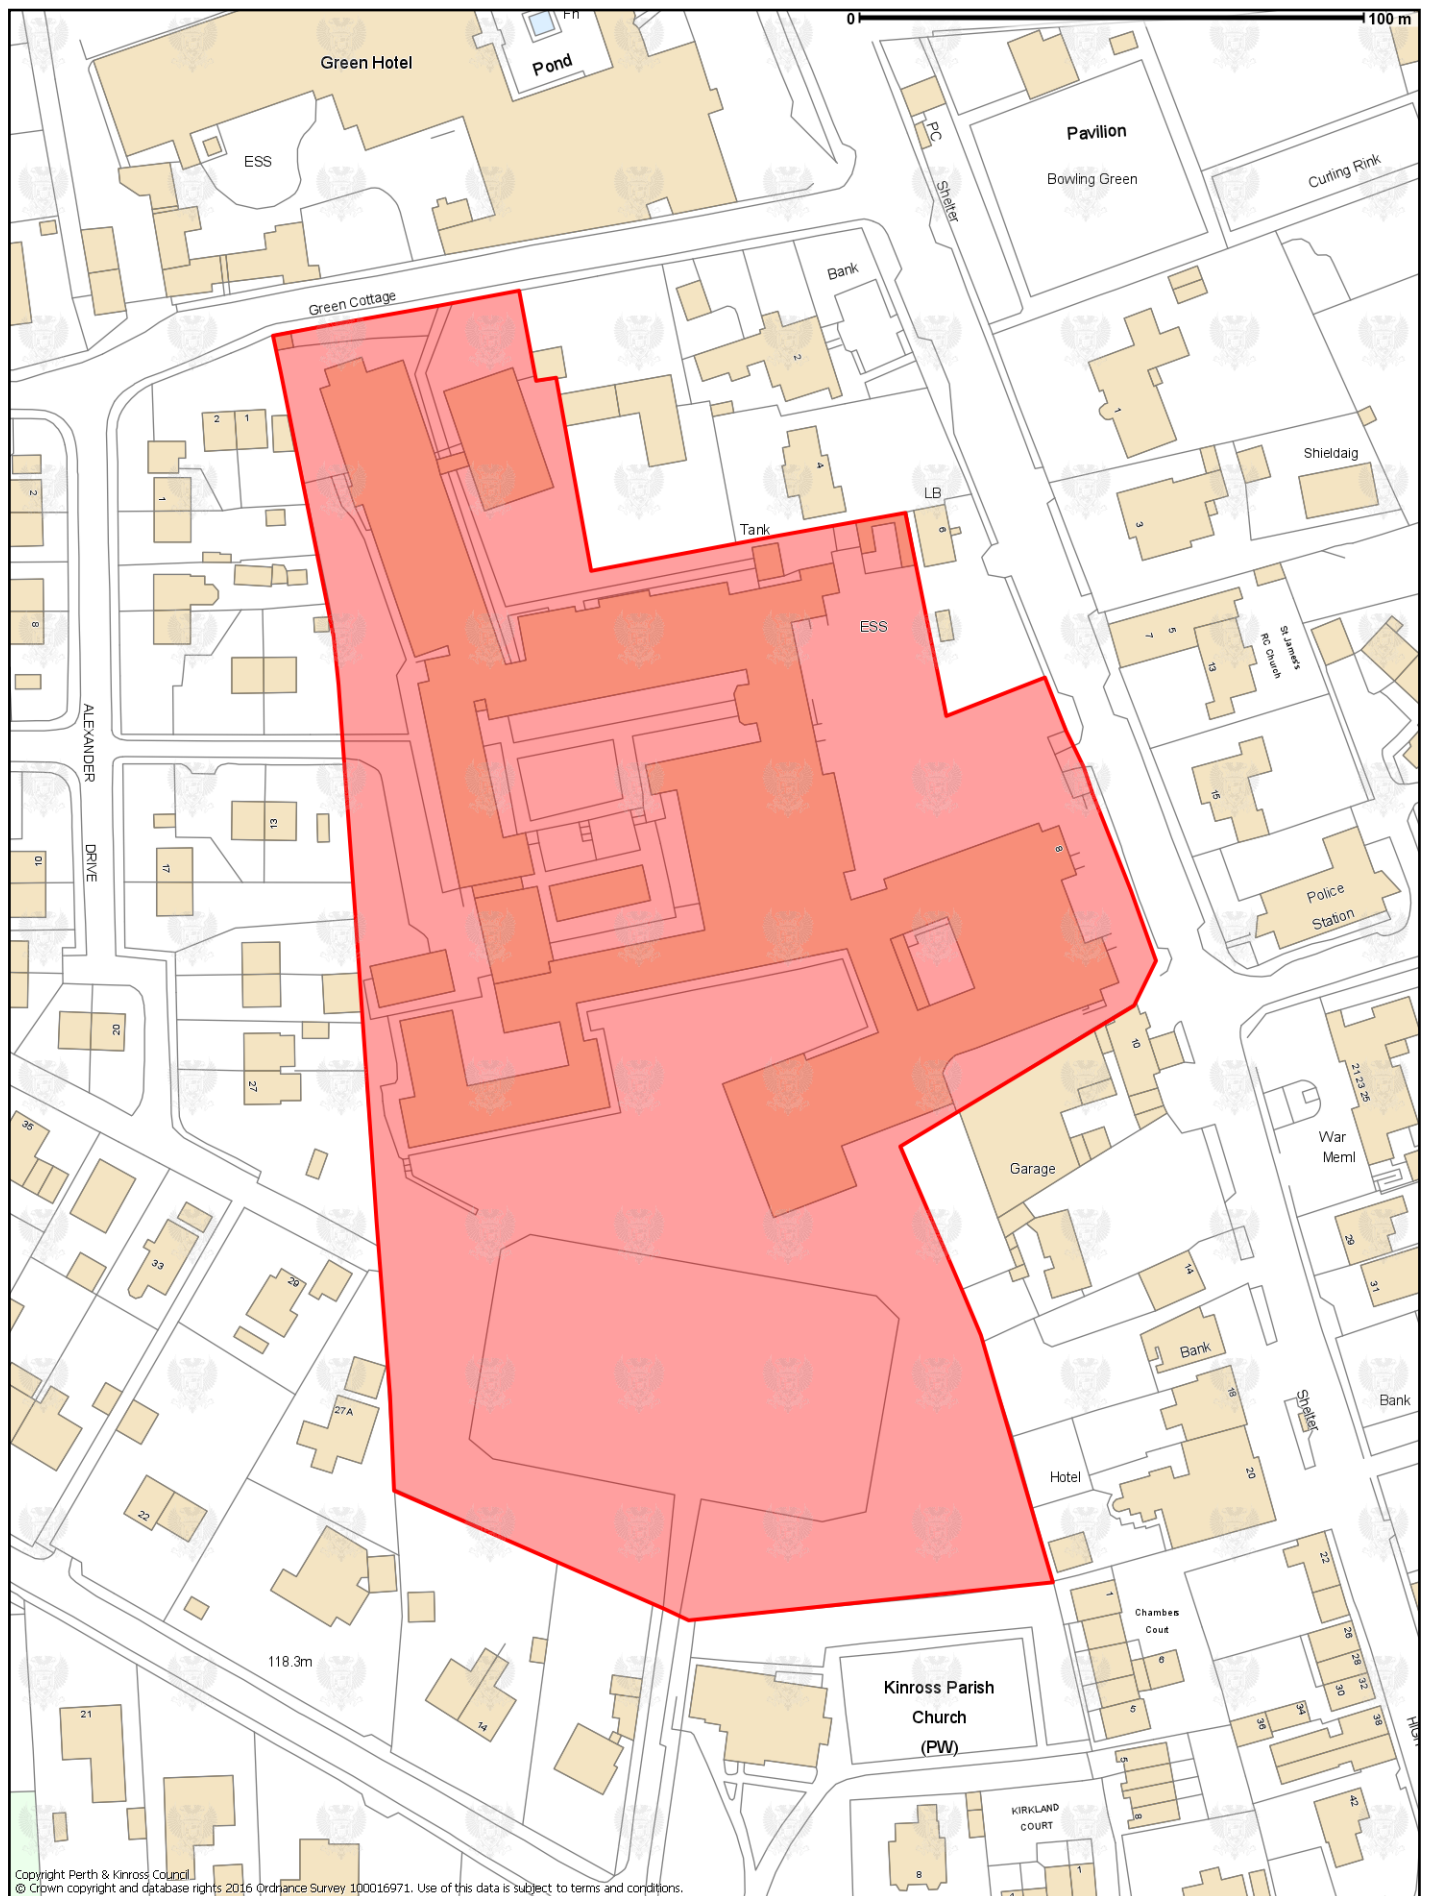 0
100 m
Fn
Green Hotel
Pond
PC
Pavilion
ESS
Bowling Green
Curling Rink
Shelter
Bank
Green Cottage
2
1
2
1
4
Shieldaig
2
1
LB
3
Tank
6
8
ESS
7
5
13
St James's
RC Church
ALEXANDER
DRIVE
15
13
17
10
8
Police
Station
20
27
10
21 23 25
35
War
Meml
Garage
29
33
29
14
31
Bank
18
Shelter
Bank
27A
20
Hotel
22
22
1
Chambers
Court
26
28
32
30
6
118.3m
Kinross Parish
Church
(PW)
5
34
36
38
HIGH
21
14
5
8
42
KIRKLAND
COURT
8
1
1
Copyright Perth & Kinross Council
© Crown copyright and database rights 2016 Ordnance Survey 100016971. Use of this data is subject to terms and conditions.